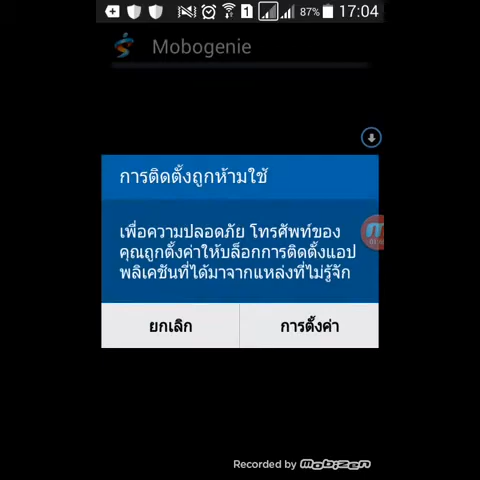 1 87% 17:04
Mobogenie
การติดตั้งถูกห้ามใช้
เพื่อความปลอดภัย โทรศัพท์ของ
คุณถูกตั้งค่าให้บล็อกการติดตั้งแอป
พลิเคชันที่ได้มาจากแหล่งที่ไม่รู้จัก
ยกเลิก
การตั้งค่า
Recorded by mobizen